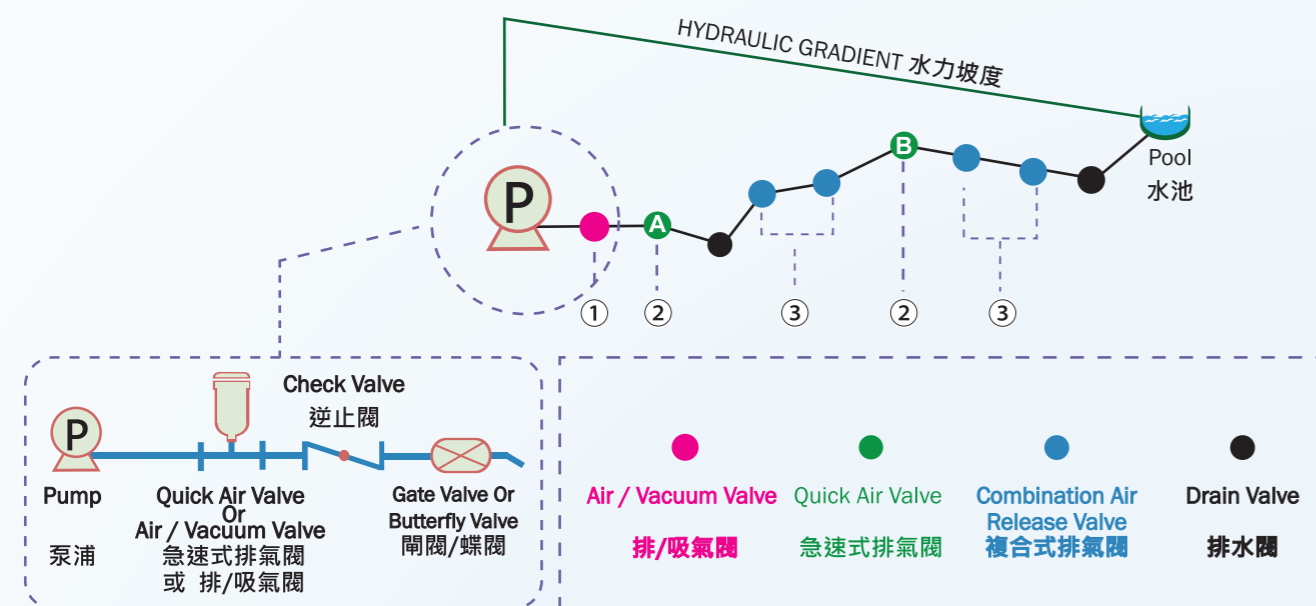 HYDRAULIC GRADIENT 水力坡度
P
A
B
Pool
水池
①
②
③
②
③
P
Check Valve
逆止閥
Pump
泵浦
Quick Air Valve
Or
Air / Vacuum Valve
急速式排氣閥
或 排/吸氣閥
Gate Valve Or
Butterfly Valve
閘閥/蝶閥
Air / Vacuum Valve
排/吸氣閥
Quick Air Valve
急速式排氣閥
Combination Air
Release Valve
複合式排氣閥
Drain Valve
排水閥